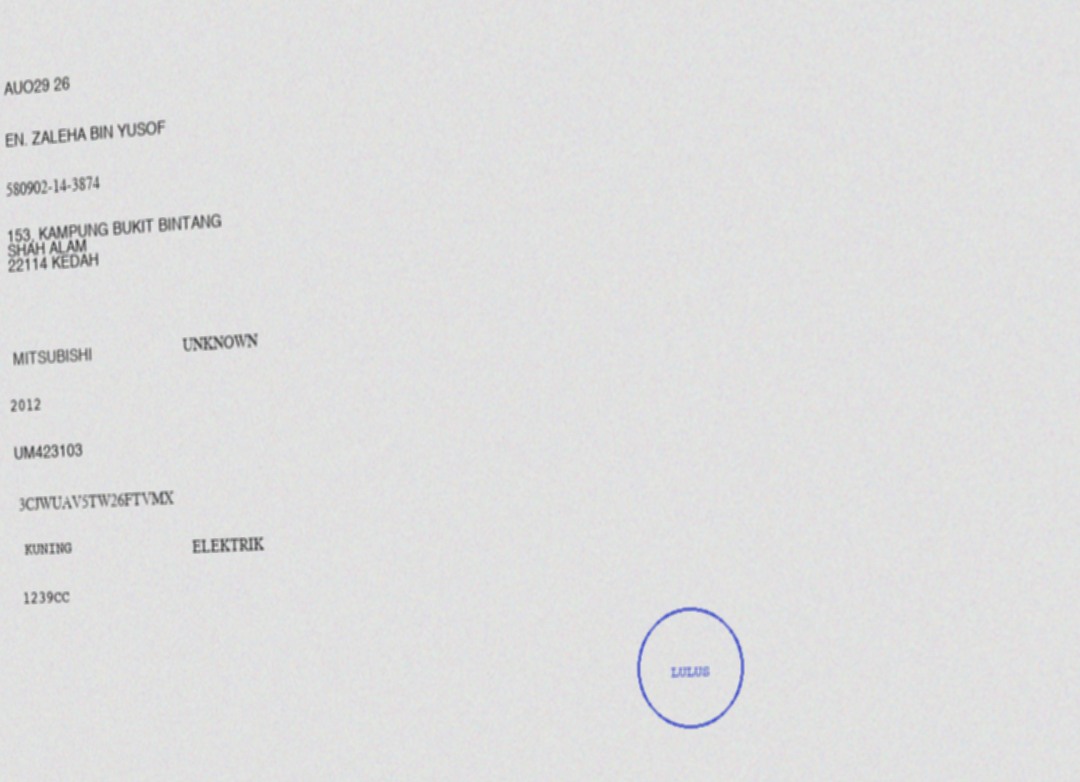 AUO29 26
EN. ZALEHA BIN YUSOF
580902-14-3874
153, KAMPUNG BUKIT BINTANG
SHAH ALAM
22114 KEDAH
MITSUBISHI UNKNOWN
2012
UM423103
3CJWUAV5TW26FTVMX
KUNING ELEKTRIK
1239CC
LULUS